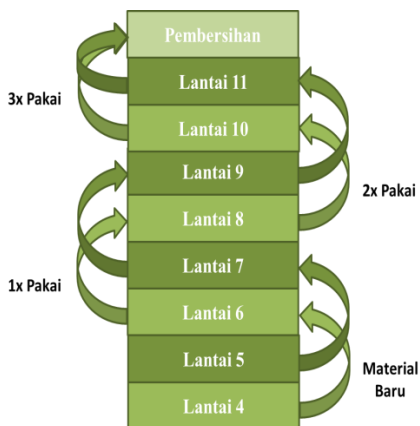 Pembersihan
Lantai 11
3x Pakai
Lantai 10
Lantai 9
2x Pakai
Lantai 8
Lantai 7
1x Pakai
Lantai 6
Lantai 5
Material
Baru
Lantai 4